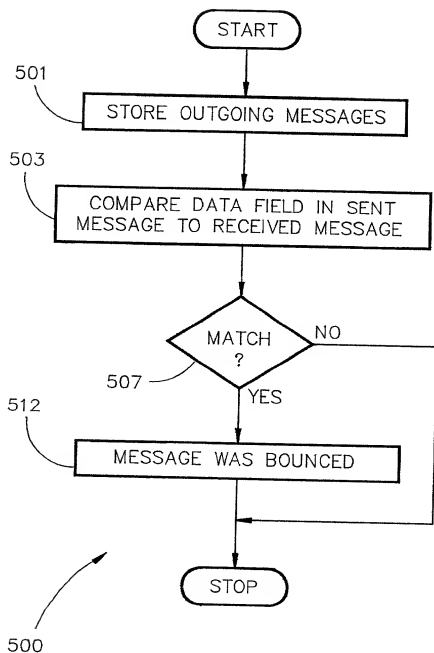 START
501
STORE OUTGOING MESSAGES
503
COMPARE DATA FIELD IN SENT
MESSAGE TO RECEIVED MESSAGE
MATCH
?
NO
507
YES
512
MESSAGE WAS BOUNCED
STOP
500